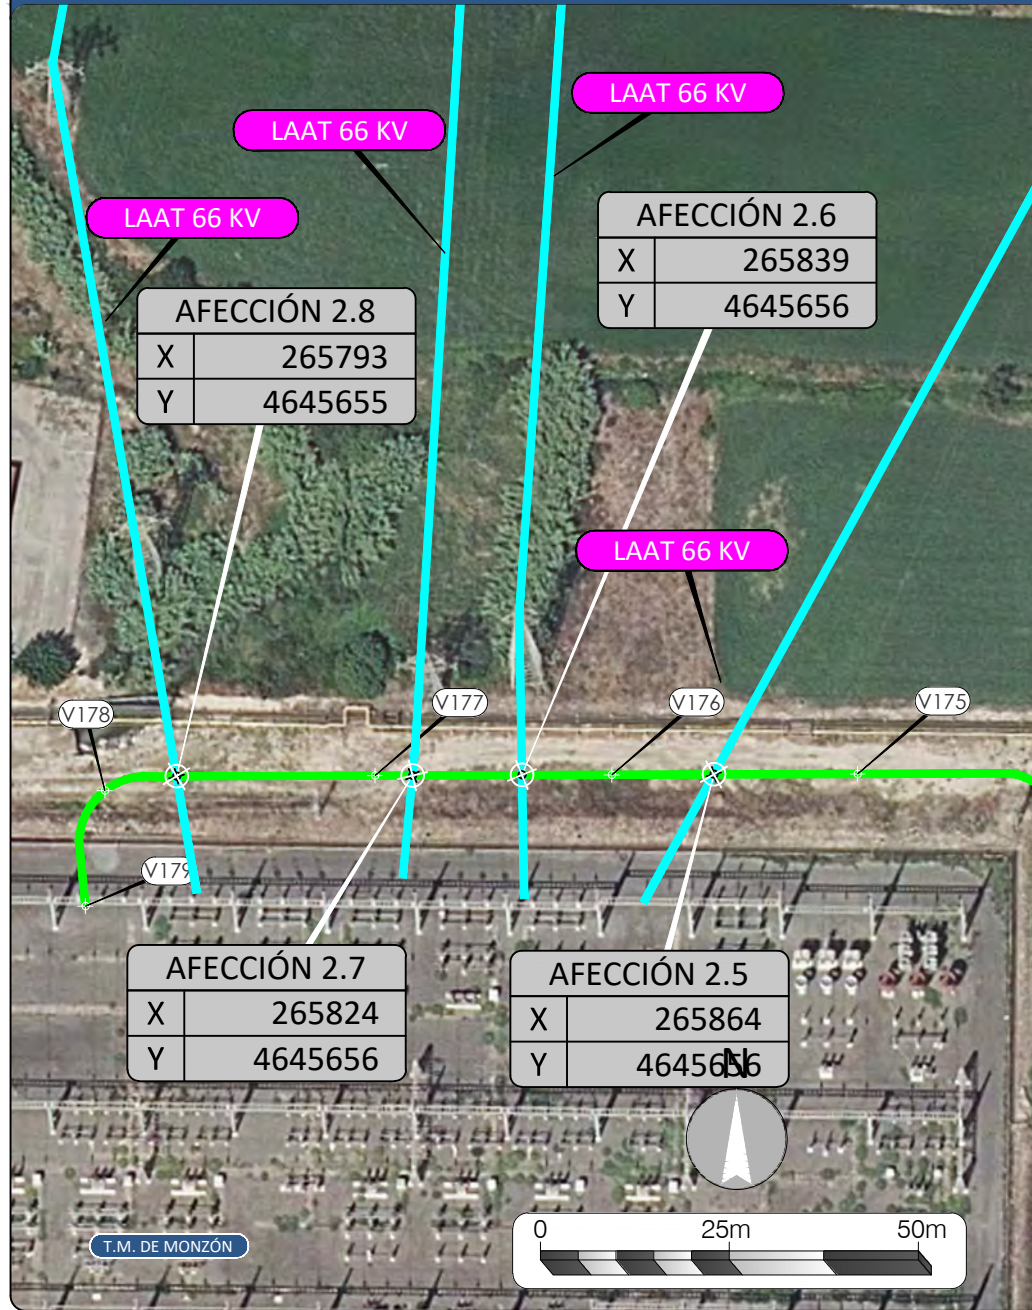 LAAT 66 KV
LAAT 66 KV
LAAT 66 KV
AFECCIÓN 2.6
X 265839
Y 4645656
AFECCIÓN 2.8
X 265793
Y 4645655
LAAT 66 KV
V178
V177
V176
V175
V179
AFECCIÓN 2.7
X 265824
Y 4645656
AFECCIÓN 2.5
X 265864
Y 4645656
N
T.M. DE MONZÓN
0 25m 50m